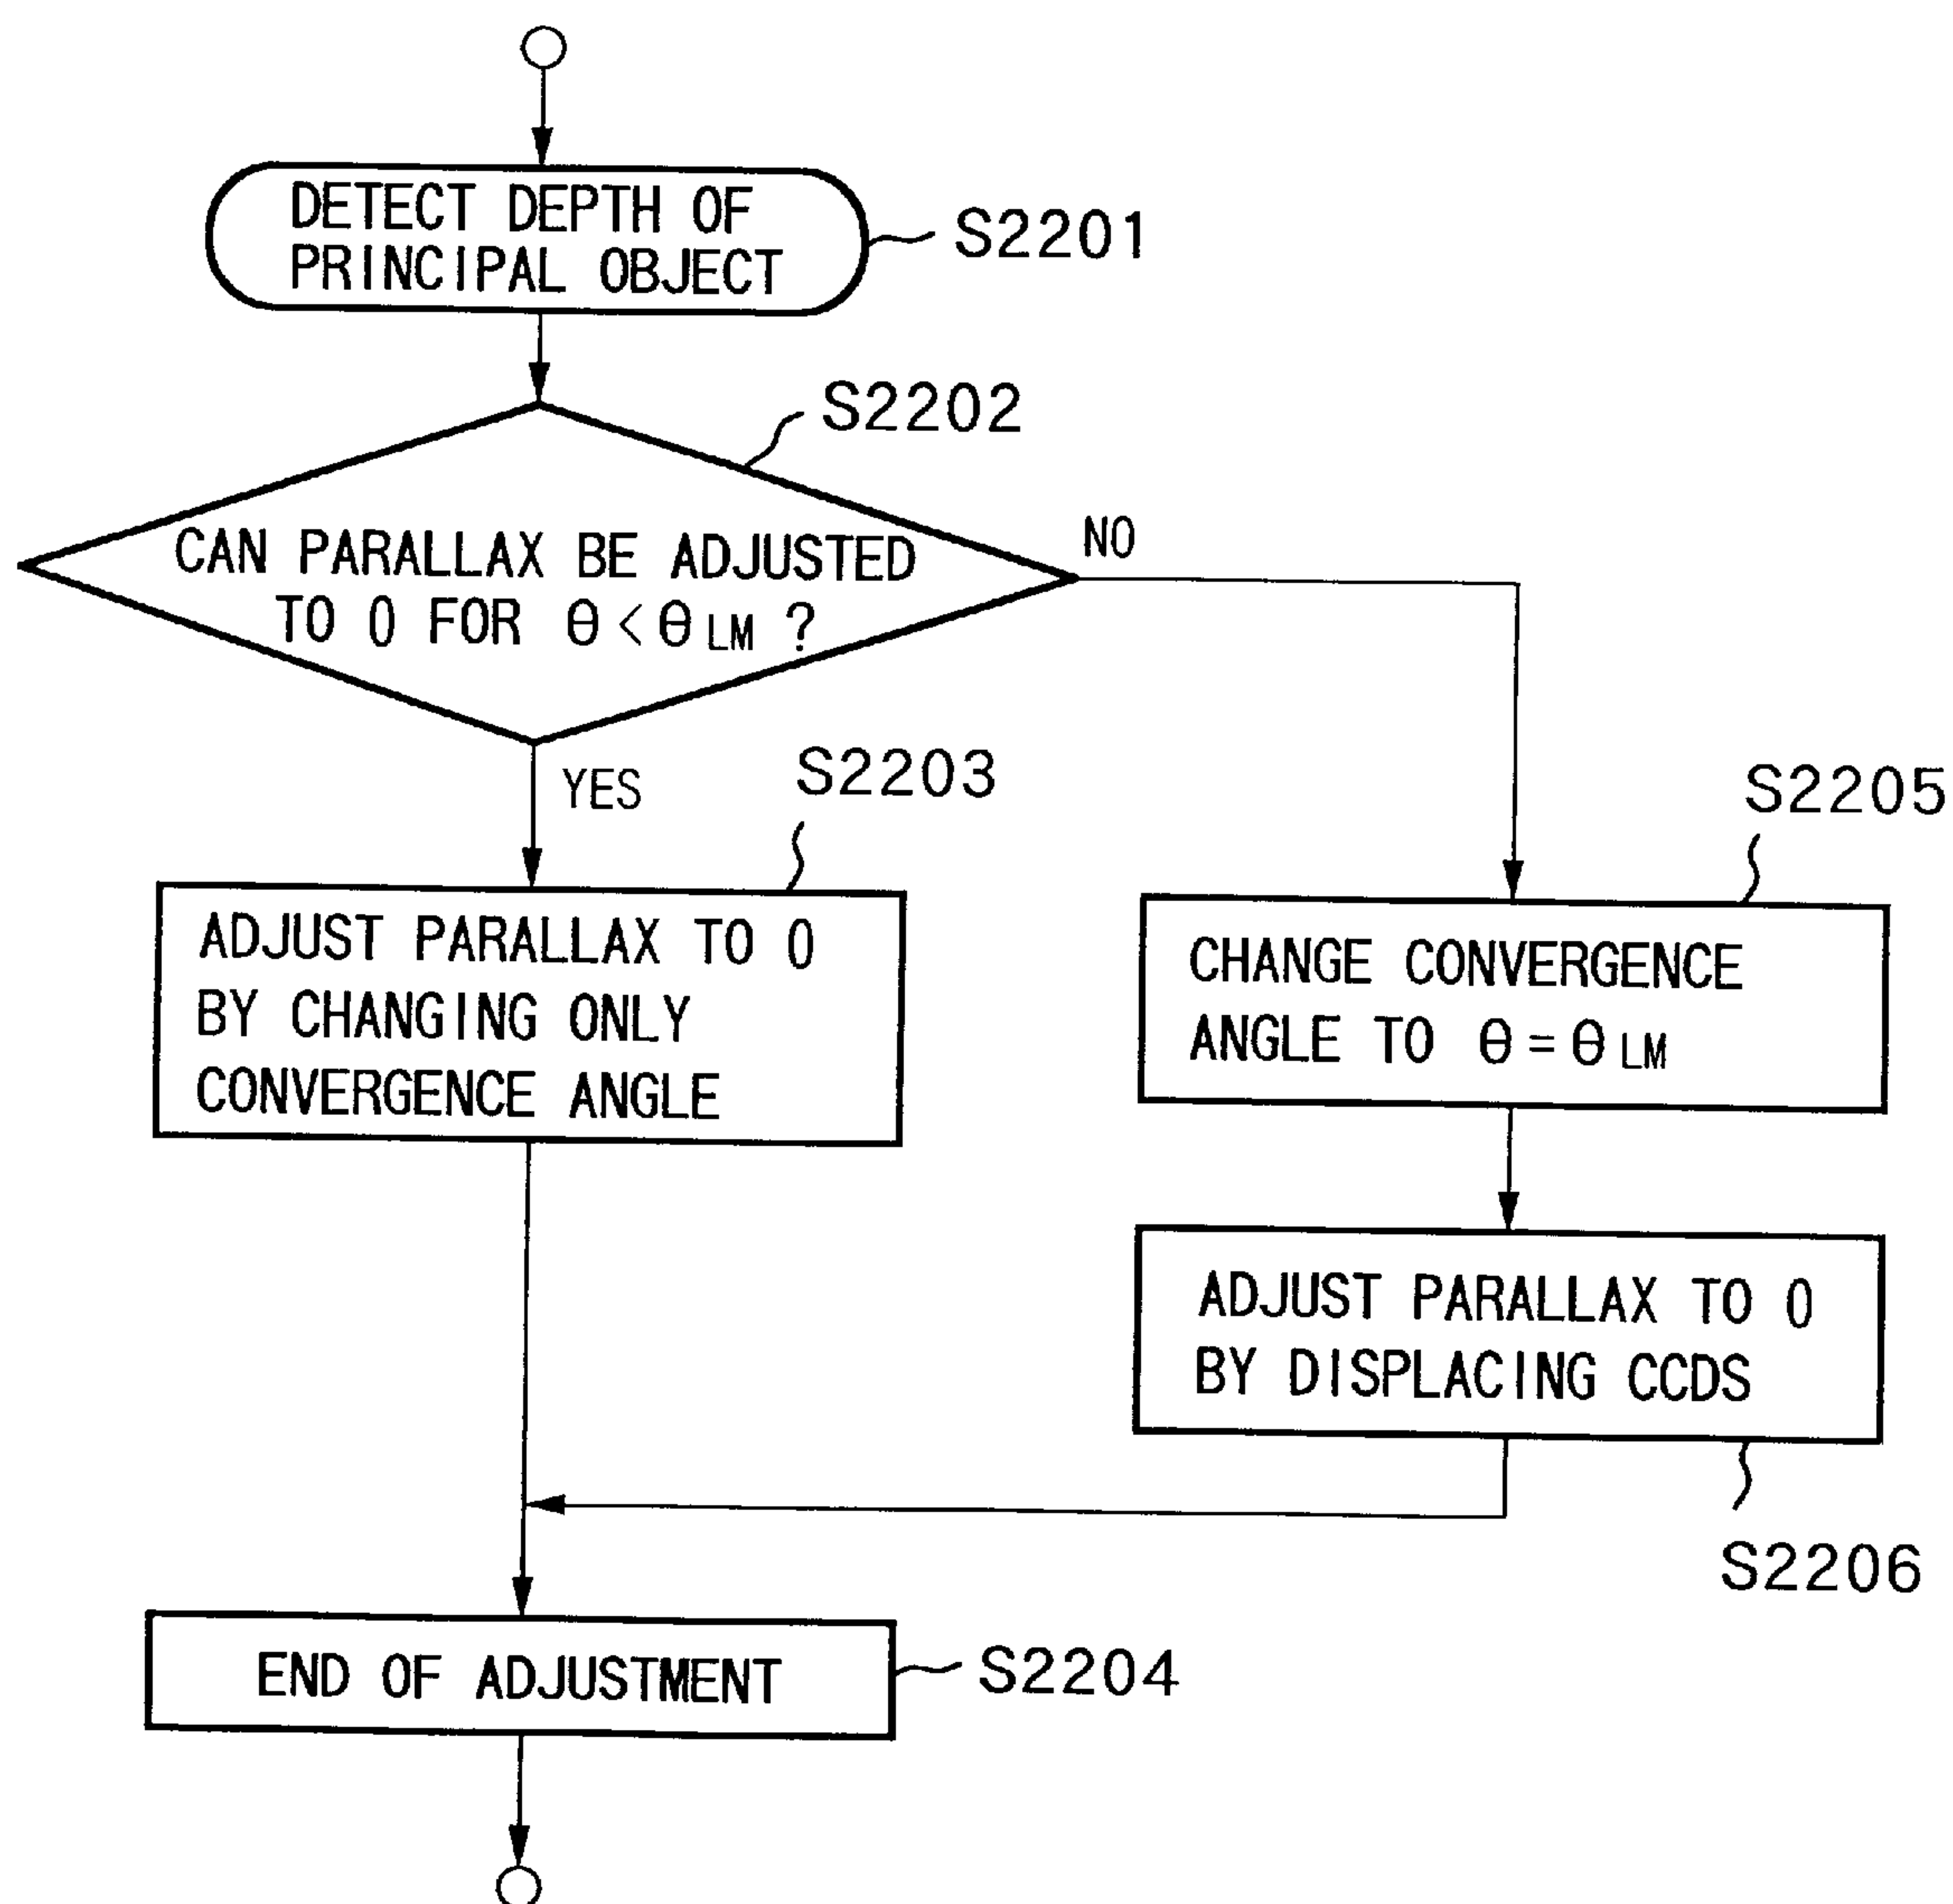 DETECT DEPTH OF
PRINCIPAL OBJECT
S2201
S2202
CAN PARALLAX BE ADJUSTED
TO 0 FOR θ < θLM ?
NO
YES
S2203
ADJUST PARALLAX TO 0
BY CHANGING ONLY
CONVERGENCE ANGLE
S2205
CHANGE CONVERGENCE
ANGLE TO θ = θLM
ADJUST PARALLAX TO 0
BY DISPLACING CCDS
S2206
END OF ADJUSTMENT
S2204